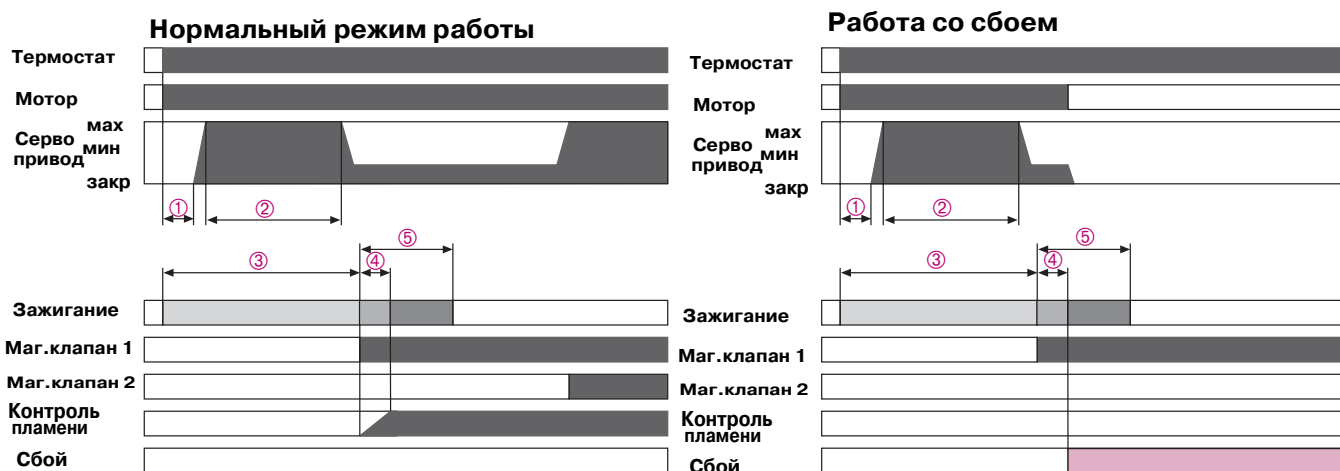 Нормальный режим работы
Термостат
Мотор
Серво привод
мах
мин
закр
①
②
③
④
⑤
Зажигание
Маг.клапан 1
Маг.клапан 2
Контроль
пламени
Сбой
Работа со сбоем
Термостат
Мотор
Серво привод
мах
мин
закр
①
②
③
④
⑤
Зажигание
Маг.клапан 1
Маг.клапан 2
Контроль
пламени
Сбой